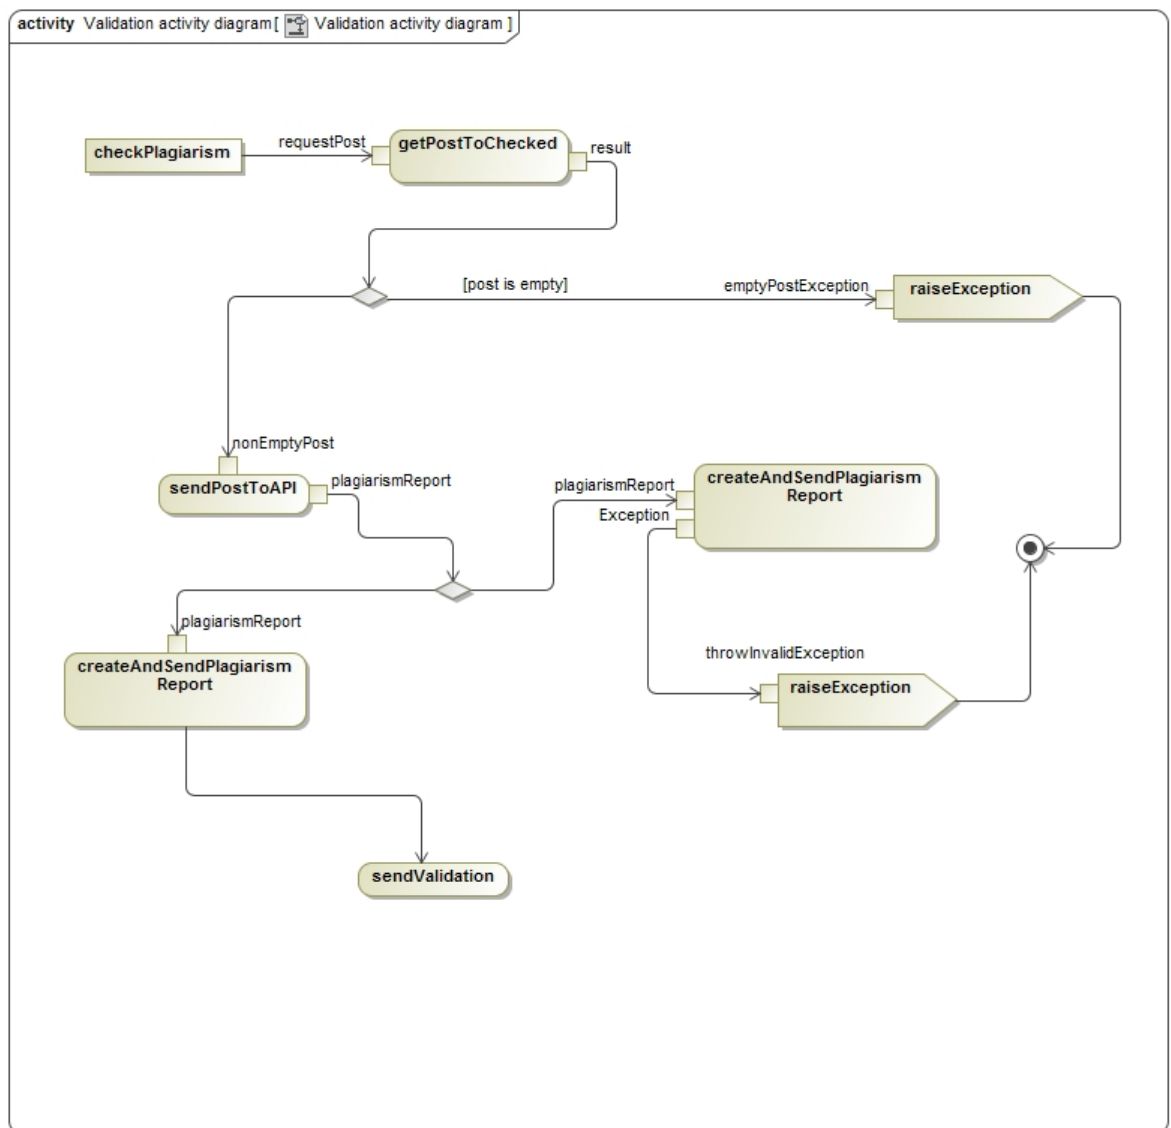 activity Validation activity diagram[ Validation activity diagram ]
checkPlagiarism
requestPost
getPostToChecked
result
[post is empty]
emptyPostException
raiseException
nonEmptyPost
sendPostToAPI
plagiarismReport
plagiarismReport
Exception
createAndSendPlagiarism
Report
plagiarismReport
createAndSendPlagiarism
Report
throwInvalidException
raiseException
sendValidation